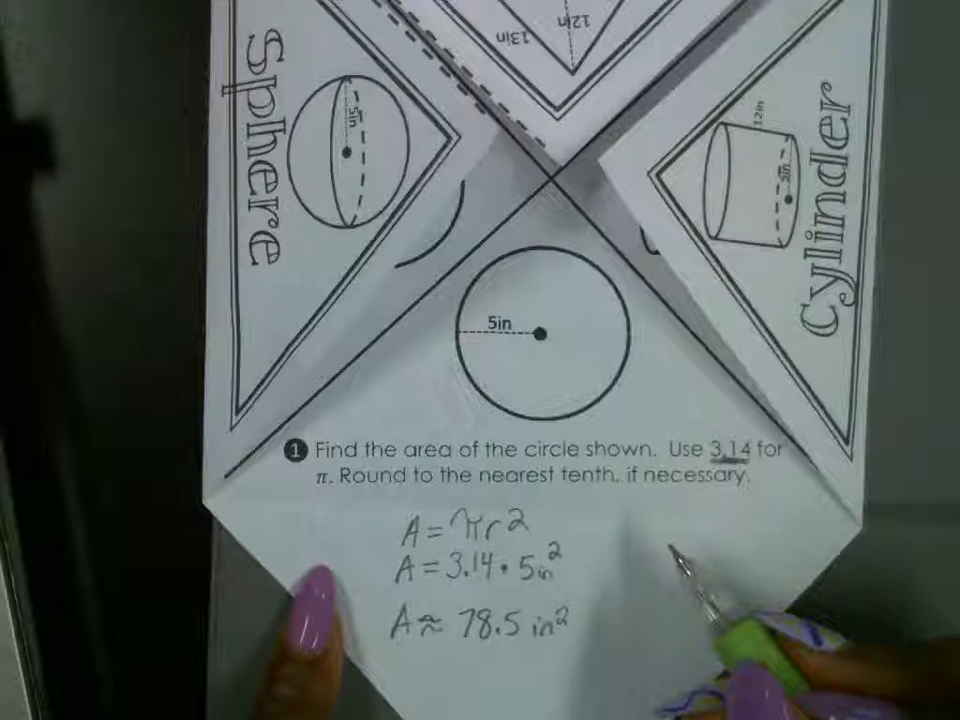 13in
12in
Sphere
5in
12in
5in
Cylinder
5in
1 Find the area of the circle shown. Use 3.14 for
π. Round to the nearest tenth, if necessary.
A = πr²
A = 3.14 · 5in²
A ≈ 78.5 in²